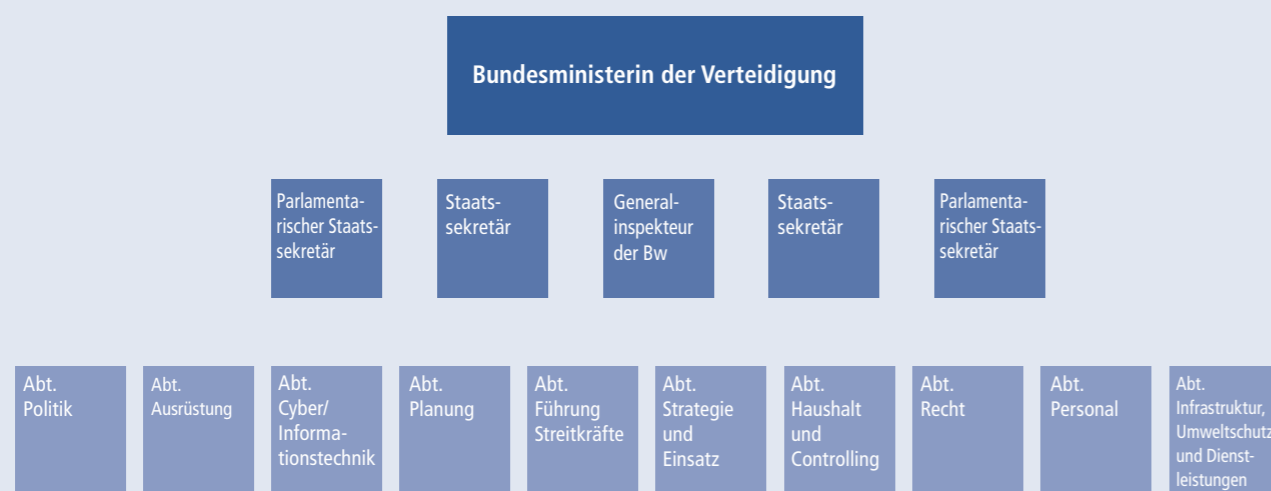 Bundesministerin der Verteidigung
Parlamenta-
rischer Staats-
sekretär
Staats-
sekretär
General-
inspekteur
der Bw
Staats-
sekretär
Parlamenta-
rischer Staats-
sekretär
Abt.
Politik
Abt.
Ausrüstung
Abt.
Cyber/
Informa-
tionstechnik
Abt.
Planung
Abt.
Führung
Streitkräfte
Abt.
Strategie
und
Einsatz
Abt.
Haushalt
und
Controlling
Abt.
Recht
Abt.
Personal
Abt.
Infrastruktur,
Umweltschutz
und Dienst-
leistungen